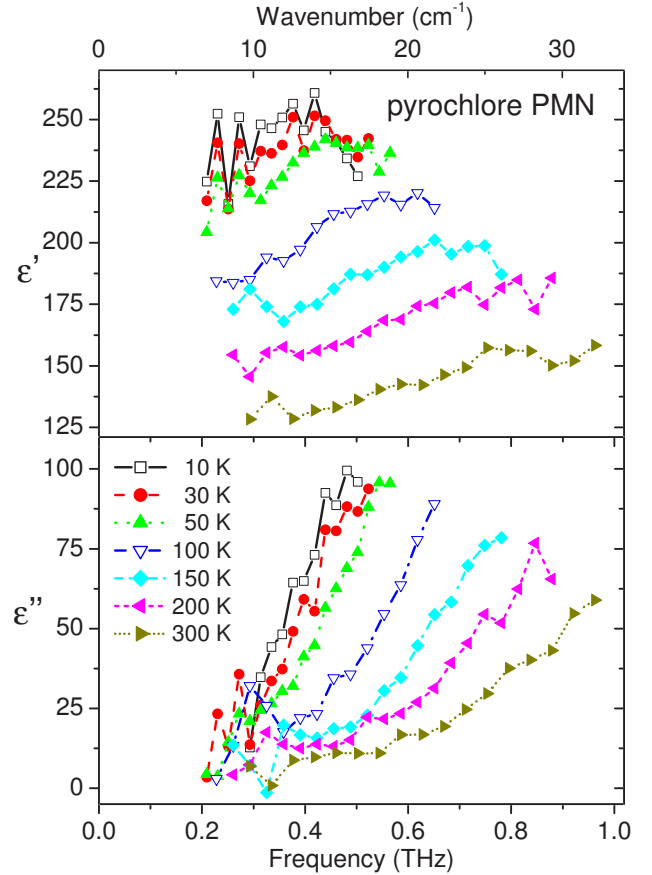 Wavenumber (cm⁻¹)
0 10 20 30
pyrochlore PMN
ε'
250
225
200
175
150
125
ε''
100
75
50
25
0
10 K
30 K
50 K
100 K
150 K
200 K
300 K
0.0 0.2 0.4 0.6 0.8 1.0
Frequency (THz)